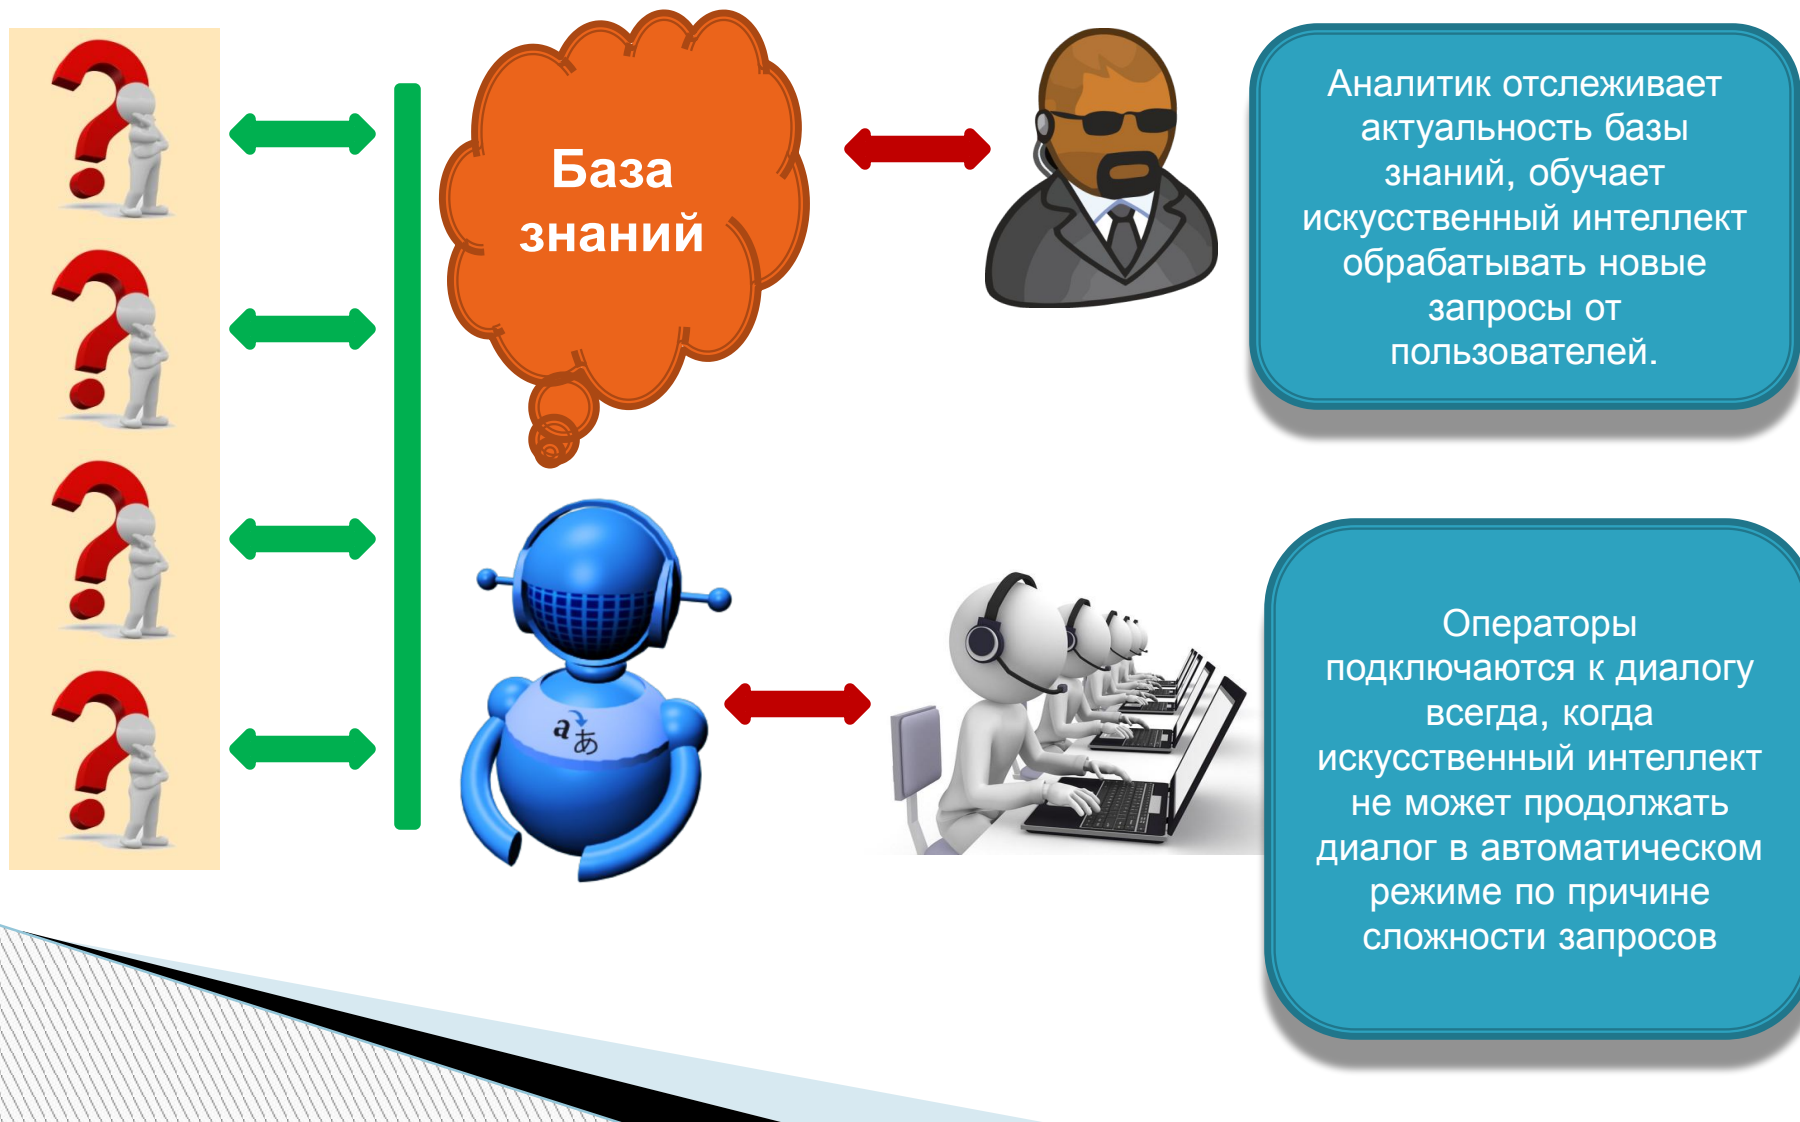 База
знаний
Аналитик отслеживает
актуальность базы
знаний, обучает
искусственный интеллект
обрабатывать новые
запросы от
пользователей.
a
あ
Операторы
подключаются к диалогу
всегда, когда
искусственный интеллект
не может продолжать
диалог в автоматическом
режиме по причине
сложности запросов